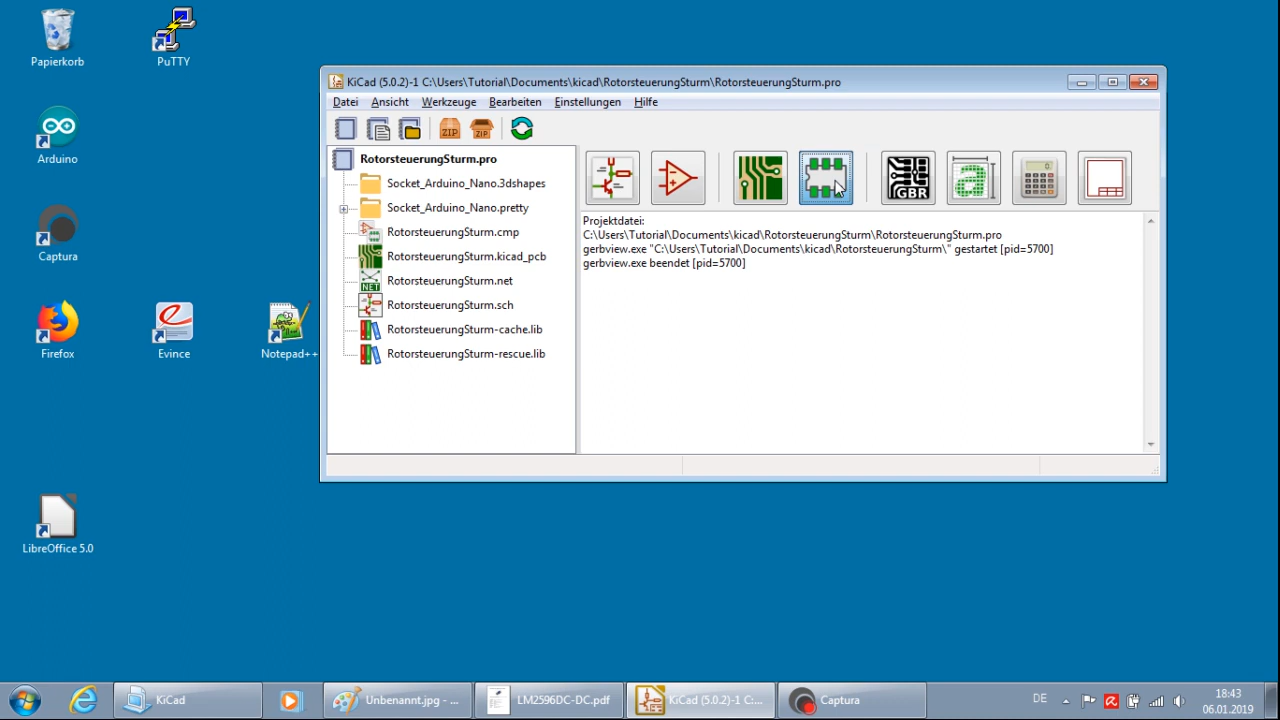 Papierkorb
PuTTY
Arduino
Captura
Firefox
Evince
Notepad++
LibreOffice 5.0
KiCad (5.0.2)-1 C:\Users\Tutorial\Documents\kicad\RotorsteuerungSturm\RotorsteuerungSturm.pro
Datei Ansicht Werkzeuge Bearbeiten Einstellungen Hilfe
ZIP ZIP
RotorsteuerungSturm.pro
Socket_Arduino_Nano.3dshapes
Socket_Arduino_Nano.pretty
RotorsteuerungSturm.cmp
RotorsteuerungSturm.kicad_pcb
NET RotorsteuerungSturm.net
RotorsteuerungSturm.sch
RotorsteuerungSturm-cache.lib
RotorsteuerungSturm-rescue.lib
GBR a
Projektdatei:
C:\Users\Tutorial\Documents\kicad\RotorsteuerungSturm\RotorsteuerungSturm.pro
gerbview.exe "C:\Users\Tutorial\Documents\kicad\RotorsteuerungSturm\" gestartet [pid=5700]
gerbview.exe beendet [pid=5700]
KiCad
Unbenannt.jpg - ...
LM2596DC-DC.pdf
KiCad (5.0.2)-1 C:...
Captura
DE
18:43
06.01.2019